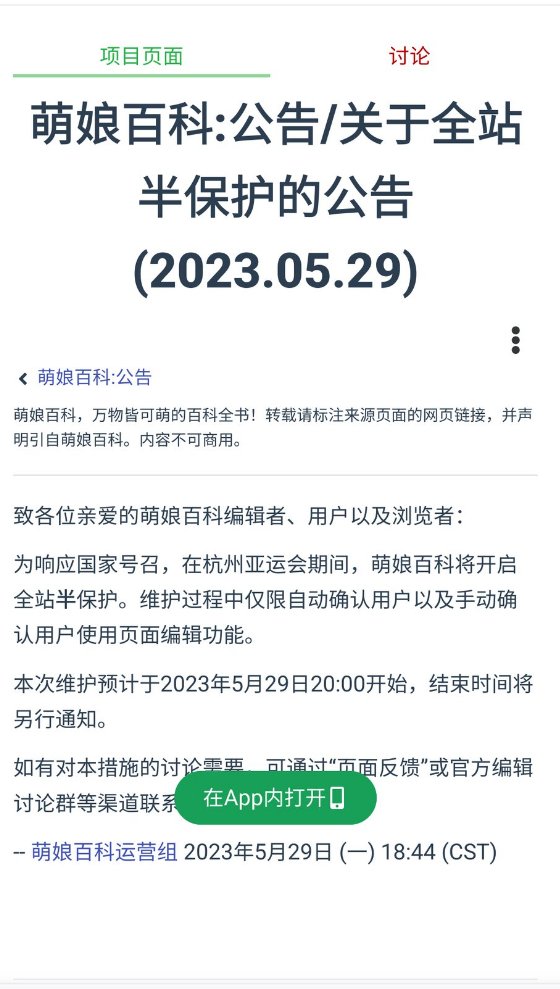 项目页面
讨论
萌娘百科:公告/关于全站
半保护的公告
(2023.05.29)
萌娘百科:公告
萌娘百科，万物皆可萌的百科全书！转载请标注来源页面的网页链接，并声
明引自萌娘百科。内容不可商用。
致各位亲爱的萌娘百科编辑者、用户以及浏览者：
为响应国家号召，在杭州亚运会期间，萌娘百科将开启
全站半保护。维护过程中仅限自动确认用户以及手动确
认用户使用页面编辑功能。
本次维护预计于2023年5月29日20:00开始，结束时间将
另行通知。
如有对本措施的讨论需要，可通过“页面反馈”或官方编辑
讨论群等渠道联系
在App内打开
-- 萌娘百科运营组 2023年5月29日 (一) 18:44 (CST)